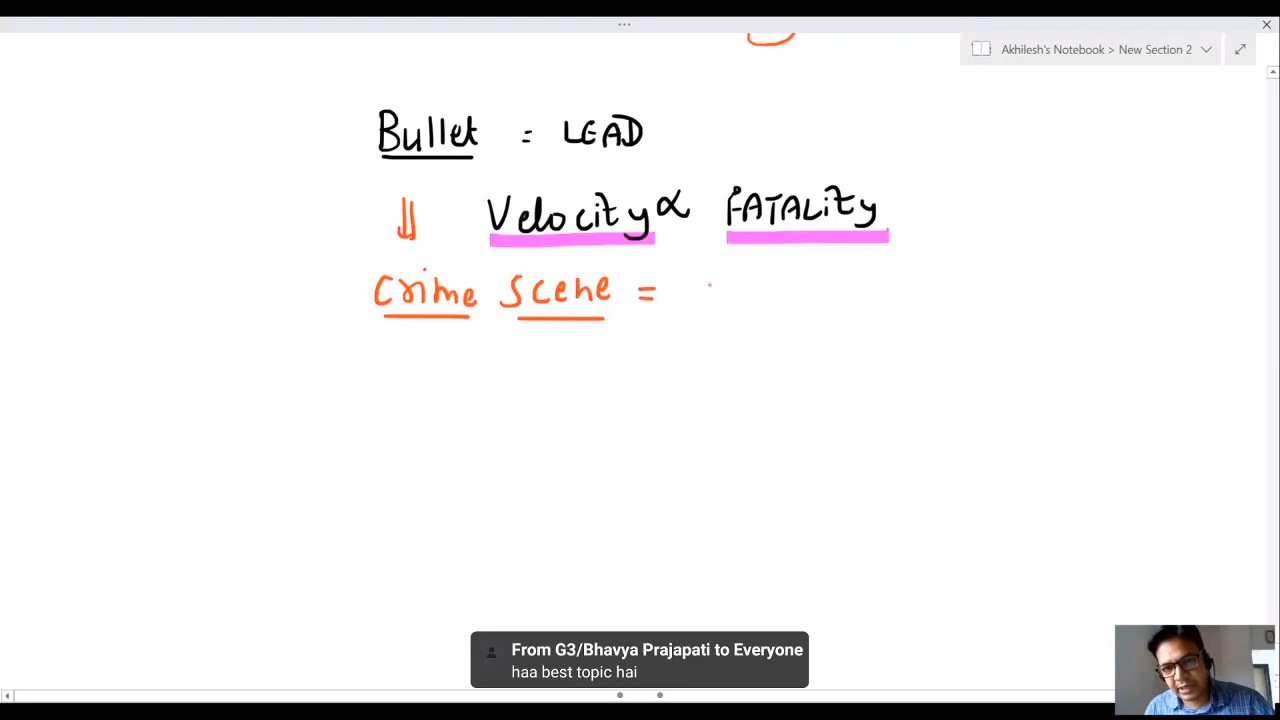 Akhilesh's Notebook > New Section 2
Bullet = LEAD
Velocity ∝ FATALiTy
Crime Scene =
From G3/Bhavya Prajapati to Everyone
haa best topic hai